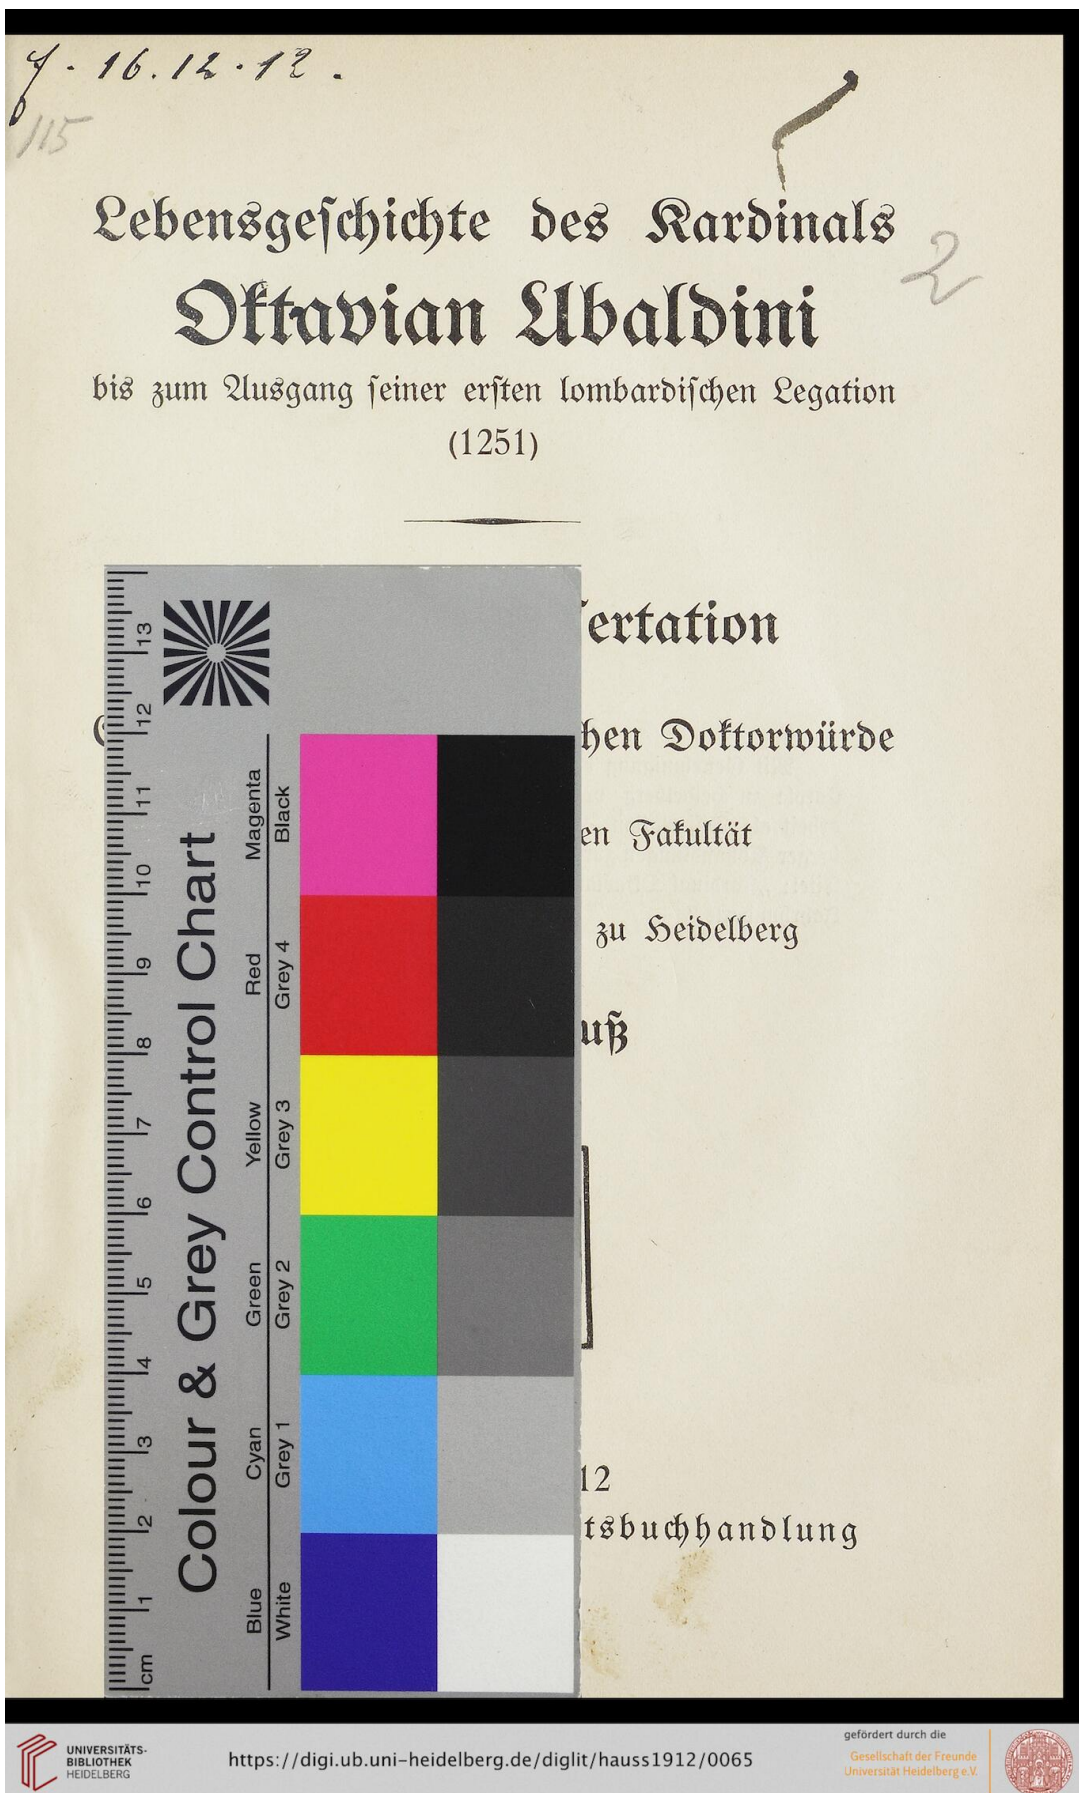 f. 16.12.12.
115
Lebensgeſchichte des Kardinals
2
Oktavian Ubaldini
bis zum Ausgang ſeiner erſten lombardiſchen Legation
(1251)
ſertation
hen Doktorwürde
en Fakultät
zu Heidelberg
uß
12
tsbuchhandlung
Colour & Grey Control Chart
Magenta
Black
Red
Grey 4
Yellow
Grey 3
Green
Grey 2
Cyan
Grey 1
Blue
White
13
12
11
10
9
8
7
6
5
4
3
2
1
cm
UNIVERSITÄTS-
BIBLIOTHEK
HEIDELBERG
https://digi.ub.uni-heidelberg.de/diglit/hauss1912/0065
gefördert durch die
Gesellschaft der Freunde
Universität Heidelberg e.V.